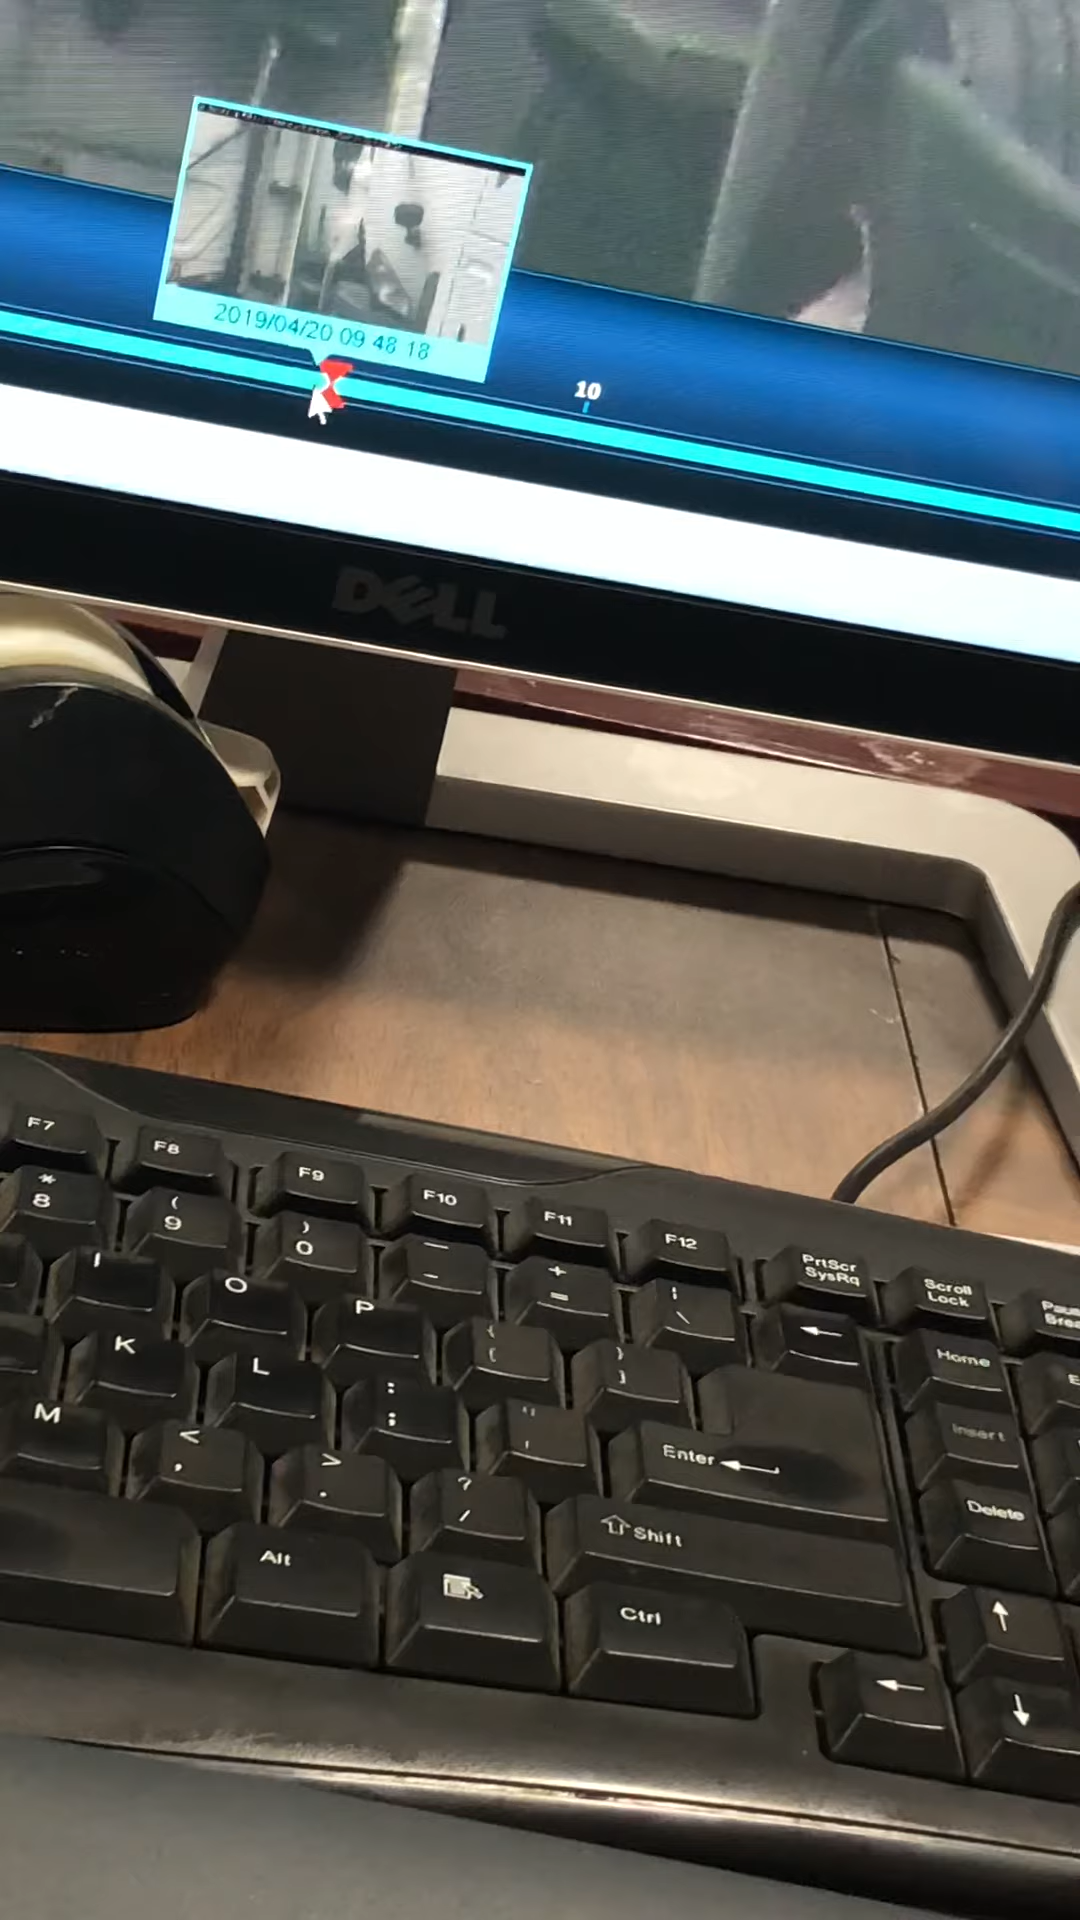 2019/04/20 09 48 18
10
DELL
F7
F8
F9
F10
F11
F12
PrtScr
SysRq
Scroll
Lock
*
8
(
9
)
0
_
+
=
|
\
←
Home
I
O
P
{
[
}
]
Insert
K
L
:
;
"
'
Enter
Delete
M
<
,
>
.
?
/
Shift
Alt
Ctrl
↑
←
↓